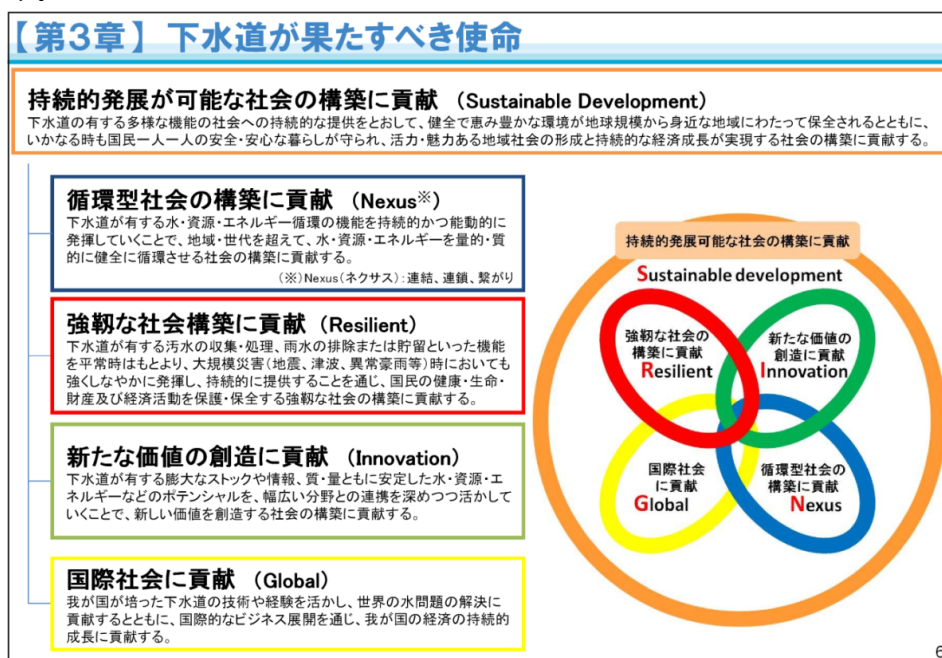 【第3章】 下水道が果たすべき使命
持続的発展が可能な社会の構築に貢献 (Sustainable Development)
下水道の有する多様な機能の社会への持続的な提供をとおして、健全で恵み豊かな環境が地球規模から身近な地域にわたって保全されるとともに、
いかなる時も国民一人一人の安全・安心な暮らしが守られ、活力・魅力ある地域社会の形成と持続的な経済成長が実現する社会の構築に貢献する。
循環型社会の構築に貢献 (Nexus※)
下水道が有する水・資源・エネルギー循環の機能を持続的かつ能動的に
発揮していくことで、地域・世代を超えて、水・資源・エネルギーを量的・質
的に健全に循環させる社会の構築に貢献する。
(※)Nexus(ネクサス):連結、連鎖、繋がり
強靱な社会構築に貢献 (Resilient)
下水道が有する汚水の収集・処理、雨水の排除または貯留といった機能
を平常時はもとより、大規模災害(地震、津波、異常豪雨等)時においても
強くしなやかに発揮し、持続的に提供することを通じ、国民の健康・生命・
財産及び経済活動を保護・保全する強靱な社会の構築に貢献する。
新たな価値の創造に貢献 (Innovation)
下水道が有する膨大なストックや情報、質・量ともに安定した水・資源・エ
ネルギーなどのポテンシャルを、幅広い分野との連携を深めつつ活かして
いくことで、新しい価値を創造する社会の構築に貢献する。
国際社会に貢献 (Global)
我が国が培った下水道の技術や経験を活かし、世界の水問題の解決に
貢献するとともに、国際的なビジネス展開を通じ、我が国の経済の持続的
成長に貢献する。
持続的発展可能な社会の構築に貢献
Sustainable development
強靱な社会の
構築に貢献
Resilient
新たな価値の
創造に貢献
Innovation
国際社会
に貢献
Global
循環型社会の
構築に貢献
Nexus
6